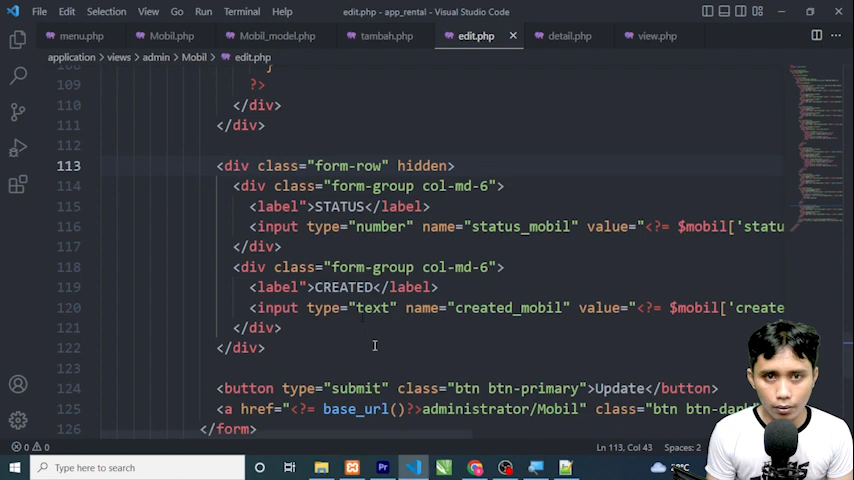 File Edit Selection View Go Run Terminal Help edit.php - app_rental - Visual Studio Code
menu.php Mobil.php Mobil_model.php tambah.php edit.php detail.php view.php
application > views > admin > Mobil > edit.php
109 ?>
110 </div>
111 </div>
112
113 <div class="form-row" hidden>
114 <div class="form-group col-md-6">
115 <label">STATUS</label>
116 <input type="number" name="status_mobil" value="<?= $mobil['statu
117 </div>
118 <div class="form-group col-md-6">
119 <label">CREATED</label>
120 <input type="text" name="created_mobil" value="<?= $mobil['create
121 </div>
122 </div>
123
124 <button type="submit" class="btn btn-primary">Update</button>
125 <a href="<?= base_url()?>administrator/Mobil" class="btn btn-dark
126 </form>
0 0 Ln 113, Col 43 Spaces: 2
Type here to search